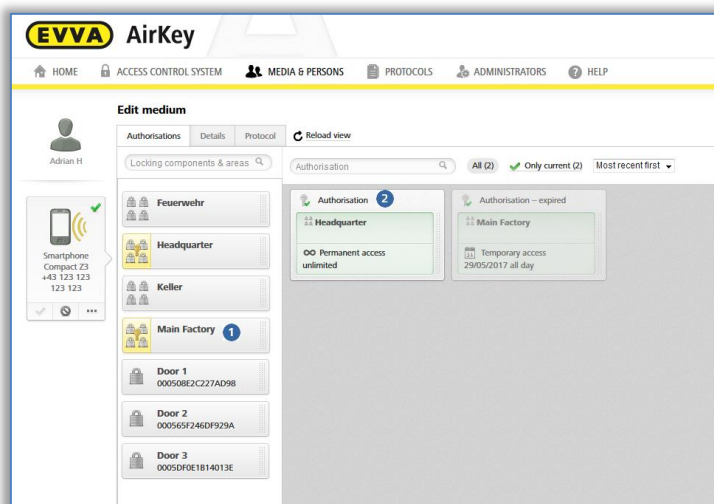 EVVA AirKey
HOME ACCESS CONTROL SYSTEM MEDIA & PERSONS PROTOCOLS ADMINISTRATORS HELP
Edit medium
Adrian H
Authorisations Details Protocol Reload view
Locking components & areas
Authorisation All (2) Only current (2) Most recent first
Smartphone
Compact Z3
+43 123 123
123 123
Feuerwehr
Headquarter
Keller
Main Factory 1
Door 1
000508E2C227AD98
Door 2
000565F246DF929A
Door 3
0005DF0E1B14013E
Authorisation 2
Headquarter
Permanent access
unlimited
Authorisation – expired
Main Factory
31 Temporary access
29/05/2017 all day